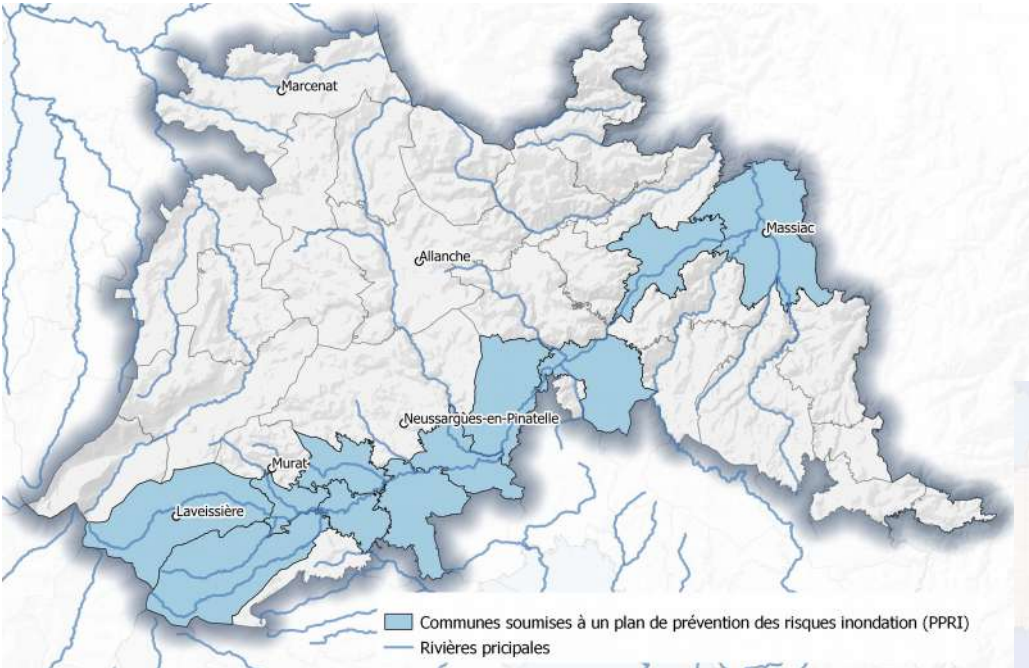 Marcenat
Massiac
Allanche
Neussargues-en-Pinatelle
Murat
Laveissière
Communes soumises à un plan de prévention des risques inondation (PPRI)
Rivières pricipales